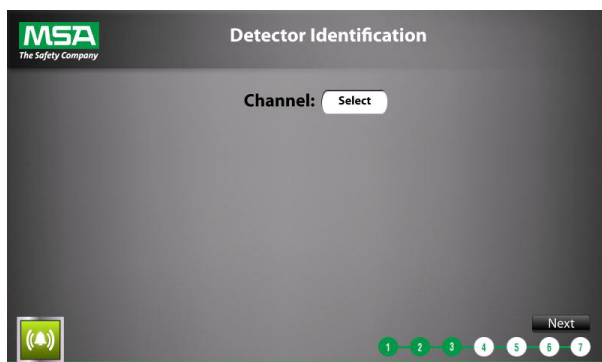 MSA
The Safety Company
Detector Identification
Channel: Select
Next
1 2 3 4 5 6 7